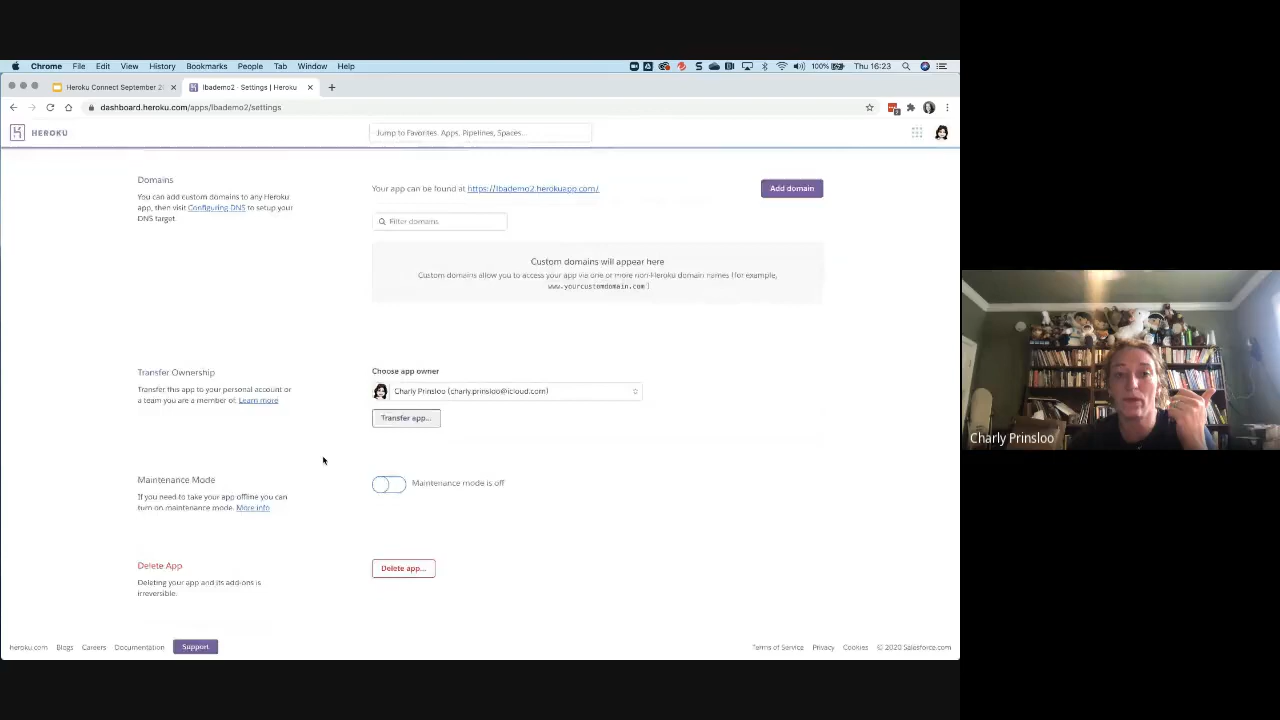 Chrome File Edit View History Bookmarks People Tab Window Help
100% Thu 16:23
Heroku Connect September 2
lbademo2 · Settings | Heroku
dashboard.heroku.com/apps/lbademo2/settings
HEROKU
Jump to Favorites, Apps, Pipelines, Spaces...
Domains
You can add custom domains to any Heroku
app, then visit Configuring DNS to setup your
DNS target.
Your app can be found at https://lbademo2.herokuapp.com/
Add domain
Filter domains
Custom domains will appear here
Custom domains allow you to access your app via one or more non-Heroku domain names (for example,
www.yourcustomdomain.com)
Transfer Ownership
Transfer this app to your personal account or
a team you are a member of. Learn more
Choose app owner
Charly Prinsloo (charly.prinsloo@icloud.com)
Transfer app...
Maintenance Mode
If you need to take your app offline you can
turn on maintenance mode. More info
Maintenance mode is off
Delete App
Deleting your app and its add-ons is
irreversible.
Delete app...
heroku.com Blogs Careers Documentation Support
Terms of Service Privacy Cookies © 2020 Salesforce.com
Charly Prinsloo